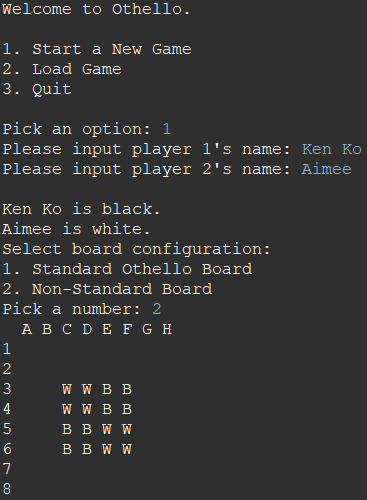 Welcome to Othello.
1. Start a New Game
2. Load Game
3. Quit
Pick an option: 1
Please input player 1's name: Ken Ko
Please input player 2's name: Aimee
Ken Ko is black.
Aimee is white.
Select board configuration:
1. Standard Othello Board
2. Non-Standard Board
Pick a number: 2
A B C D E F G H
1
2
3 W W B B
4 W W B B
5 B B W W
6 B B W W
7
8